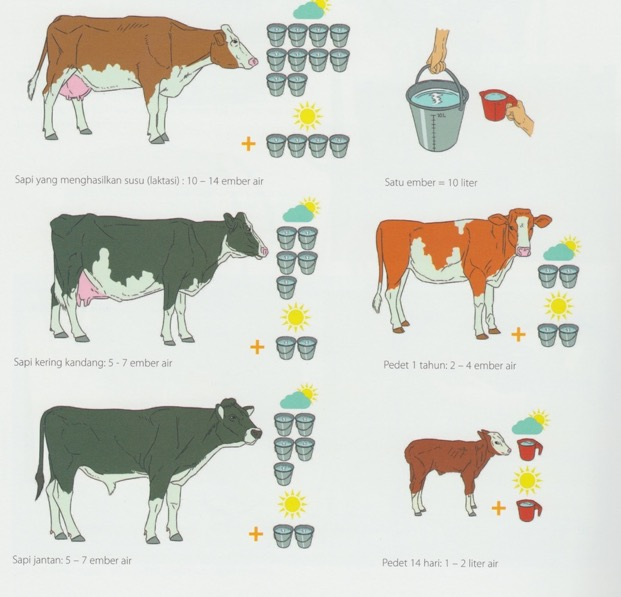 Sapi yang menghasilkan susu (laktasi) : 10 – 14 ember air
10L
Satu ember = 10 liter
Sapi kering kandang: 5 - 7 ember air
Pedet 1 tahun: 2 – 4 ember air
Sapi jantan: 5 – 7 ember air
Pedet 14 hari: 1 – 2 liter air